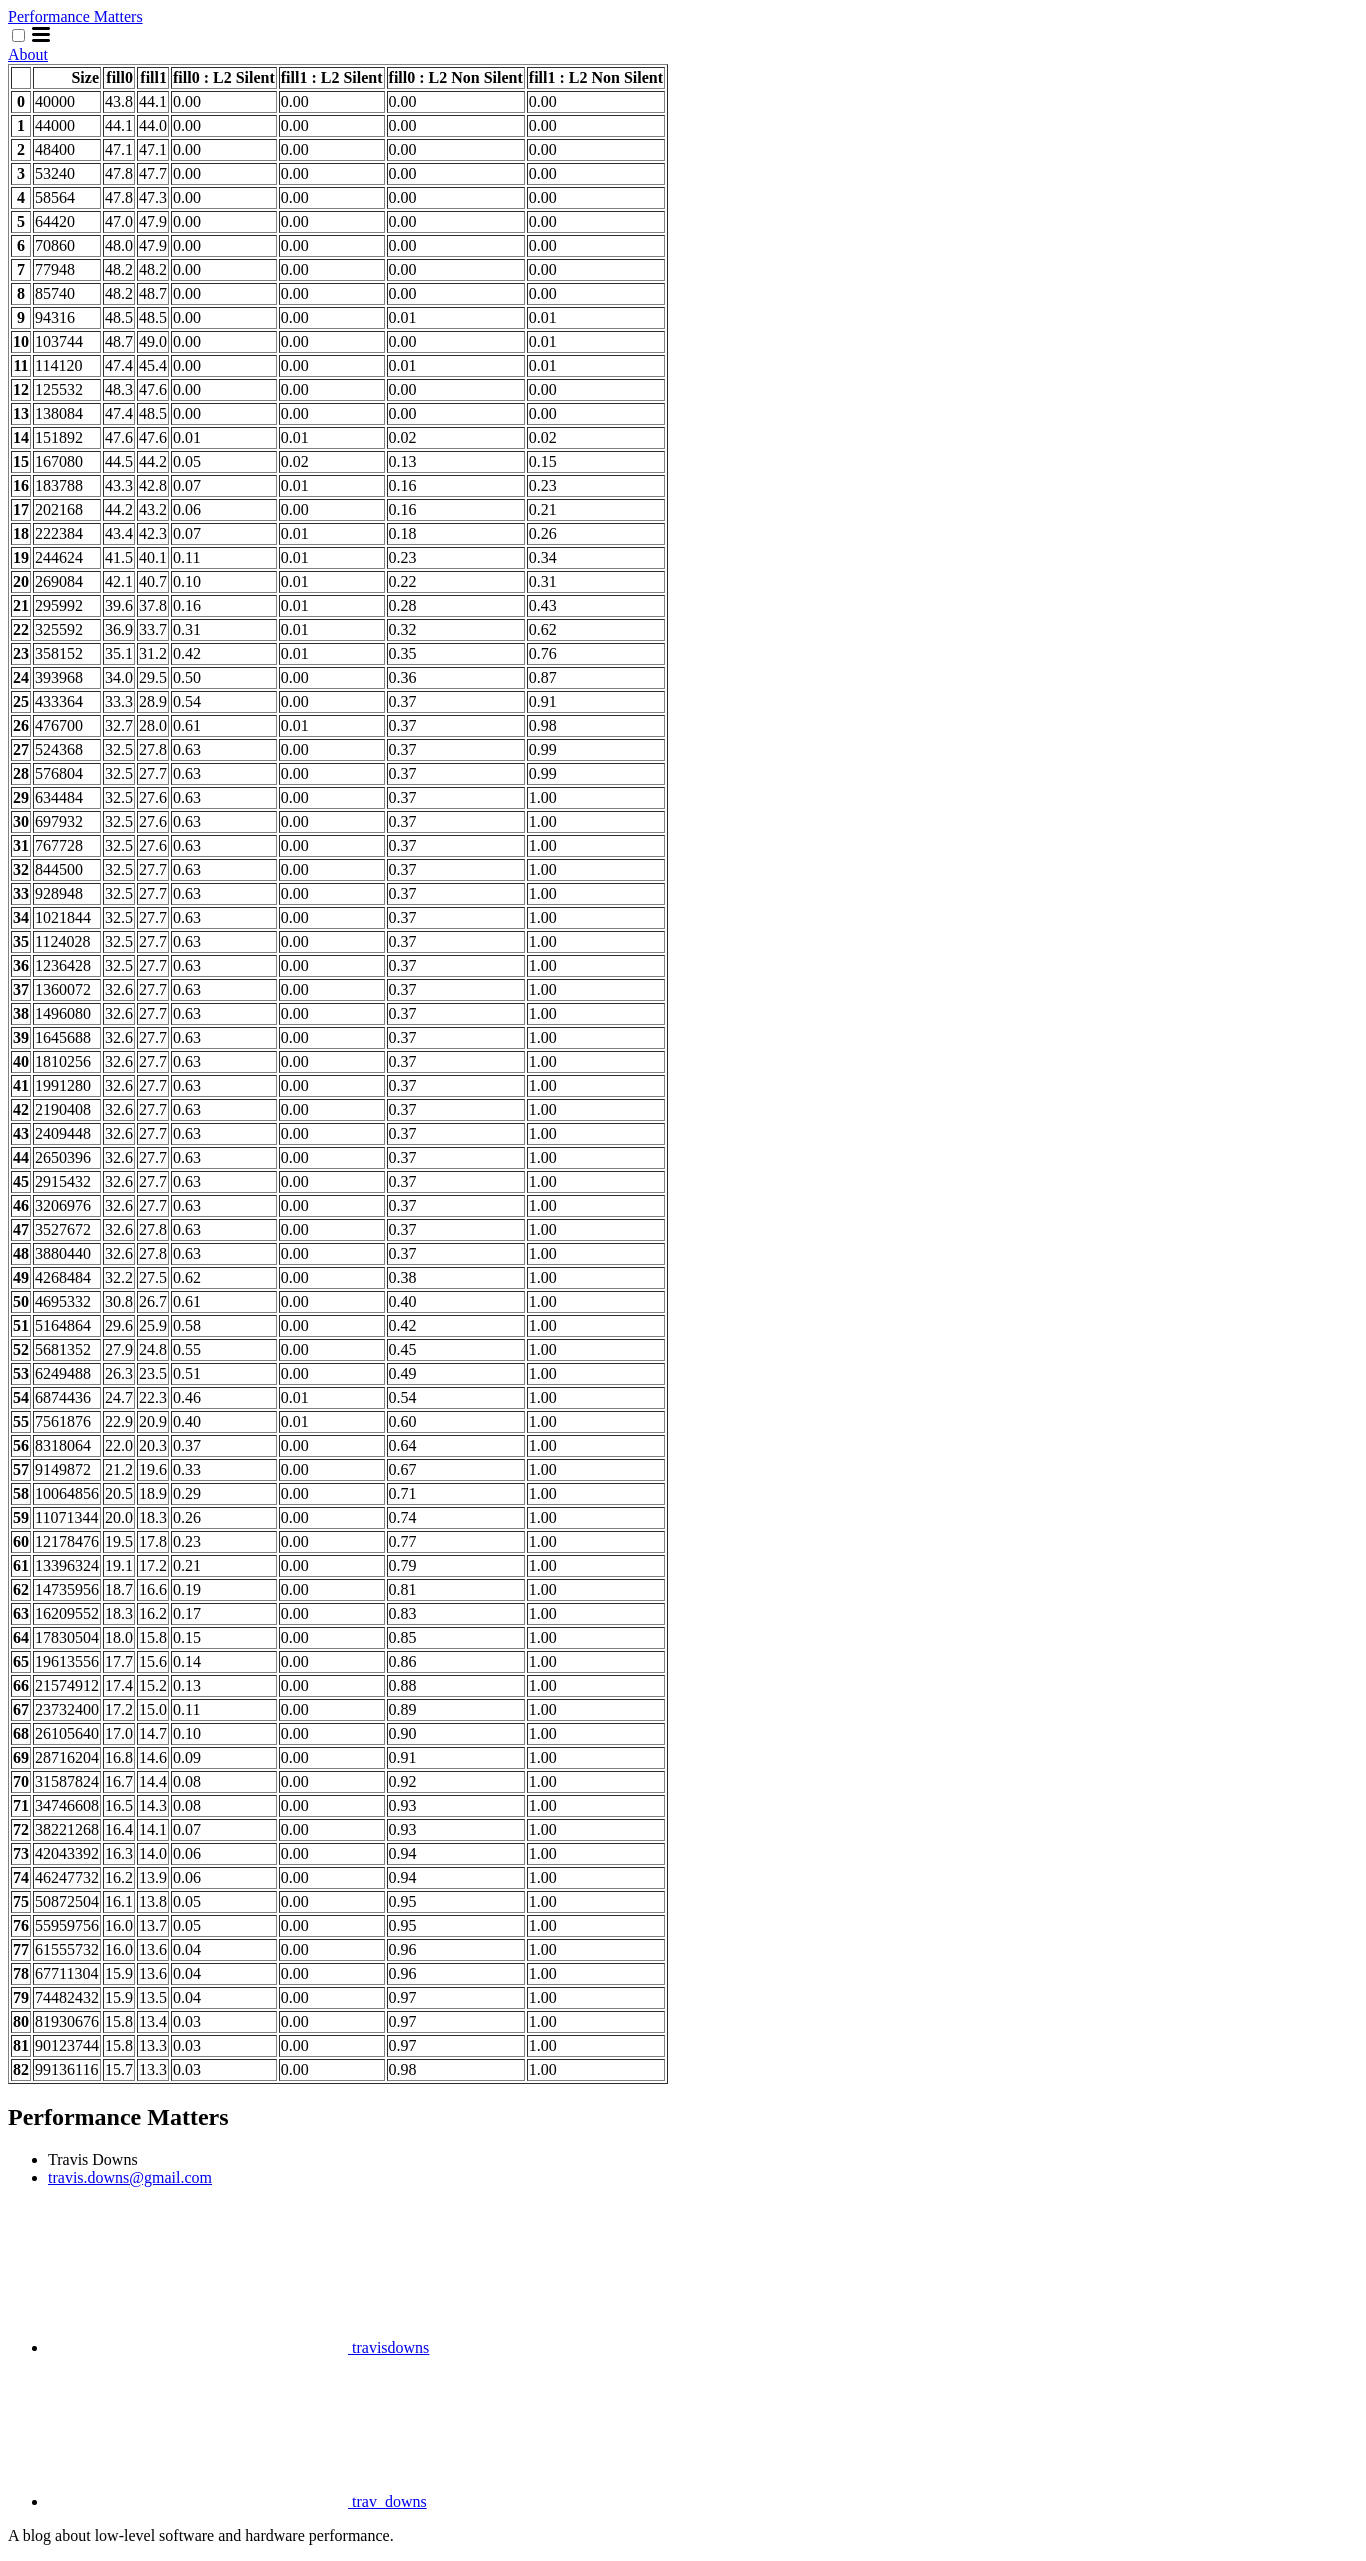 Performance Matters
About
Size fill0 fill1 fill0 : L2 Silent fill1 : L2 Silent fill0 : L2 Non Silent fill1 : L2 Non Silent
0 40000 43.8 44.1 0.00 0.00 0.00 0.00
1 44000 44.1 44.0 0.00 0.00 0.00 0.00
2 48400 47.1 47.1 0.00 0.00 0.00 0.00
3 53240 47.8 47.7 0.00 0.00 0.00 0.00
4 58564 47.8 47.3 0.00 0.00 0.00 0.00
5 64420 47.0 47.9 0.00 0.00 0.00 0.00
6 70860 48.0 47.9 0.00 0.00 0.00 0.00
7 77948 48.2 48.2 0.00 0.00 0.00 0.00
8 85740 48.2 48.7 0.00 0.00 0.00 0.00
9 94316 48.5 48.5 0.00 0.00 0.01 0.01
10 103744 48.7 49.0 0.00 0.00 0.00 0.01
11 114120 47.4 45.4 0.00 0.00 0.01 0.01
12 125532 48.3 47.6 0.00 0.00 0.00 0.00
13 138084 47.4 48.5 0.00 0.00 0.00 0.00
14 151892 47.6 47.6 0.01 0.01 0.02 0.02
15 167080 44.5 44.2 0.05 0.02 0.13 0.15
16 183788 43.3 42.8 0.07 0.01 0.16 0.23
17 202168 44.2 43.2 0.06 0.00 0.16 0.21
18 222384 43.4 42.3 0.07 0.01 0.18 0.26
19 244624 41.5 40.1 0.11 0.01 0.23 0.34
20 269084 42.1 40.7 0.10 0.01 0.22 0.31
21 295992 39.6 37.8 0.16 0.01 0.28 0.43
22 325592 36.9 33.7 0.31 0.01 0.32 0.62
23 358152 35.1 31.2 0.42 0.01 0.35 0.76
24 393968 34.0 29.5 0.50 0.00 0.36 0.87
25 433364 33.3 28.9 0.54 0.00 0.37 0.91
26 476700 32.7 28.0 0.61 0.01 0.37 0.98
27 524368 32.5 27.8 0.63 0.00 0.37 0.99
28 576804 32.5 27.7 0.63 0.00 0.37 0.99
29 634484 32.5 27.6 0.63 0.00 0.37 1.00
30 697932 32.5 27.6 0.63 0.00 0.37 1.00
31 767728 32.5 27.6 0.63 0.00 0.37 1.00
32 844500 32.5 27.7 0.63 0.00 0.37 1.00
33 928948 32.5 27.7 0.63 0.00 0.37 1.00
34 1021844 32.5 27.7 0.63 0.00 0.37 1.00
35 1124028 32.5 27.7 0.63 0.00 0.37 1.00
36 1236428 32.5 27.7 0.63 0.00 0.37 1.00
37 1360072 32.6 27.7 0.63 0.00 0.37 1.00
38 1496080 32.6 27.7 0.63 0.00 0.37 1.00
39 1645688 32.6 27.7 0.63 0.00 0.37 1.00
40 1810256 32.6 27.7 0.63 0.00 0.37 1.00
41 1991280 32.6 27.7 0.63 0.00 0.37 1.00
42 2190408 32.6 27.7 0.63 0.00 0.37 1.00
43 2409448 32.6 27.7 0.63 0.00 0.37 1.00
44 2650396 32.6 27.7 0.63 0.00 0.37 1.00
45 2915432 32.6 27.7 0.63 0.00 0.37 1.00
46 3206976 32.6 27.7 0.63 0.00 0.37 1.00
47 3527672 32.6 27.8 0.63 0.00 0.37 1.00
48 3880440 32.6 27.8 0.63 0.00 0.37 1.00
49 4268484 32.2 27.5 0.62 0.00 0.38 1.00
50 4695332 30.8 26.7 0.61 0.00 0.40 1.00
51 5164864 29.6 25.9 0.58 0.00 0.42 1.00
52 5681352 27.9 24.8 0.55 0.00 0.45 1.00
53 6249488 26.3 23.5 0.51 0.00 0.49 1.00
54 6874436 24.7 22.3 0.46 0.01 0.54 1.00
55 7561876 22.9 20.9 0.40 0.01 0.60 1.00
56 8318064 22.0 20.3 0.37 0.00 0.64 1.00
57 9149872 21.2 19.6 0.33 0.00 0.67 1.00
58 10064856 20.5 18.9 0.29 0.00 0.71 1.00
59 11071344 20.0 18.3 0.26 0.00 0.74 1.00
60 12178476 19.5 17.8 0.23 0.00 0.77 1.00
61 13396324 19.1 17.2 0.21 0.00 0.79 1.00
62 14735956 18.7 16.6 0.19 0.00 0.81 1.00
63 16209552 18.3 16.2 0.17 0.00 0.83 1.00
64 17830504 18.0 15.8 0.15 0.00 0.85 1.00
65 19613556 17.7 15.6 0.14 0.00 0.86 1.00
66 21574912 17.4 15.2 0.13 0.00 0.88 1.00
67 23732400 17.2 15.0 0.11 0.00 0.89 1.00
68 26105640 17.0 14.7 0.10 0.00 0.90 1.00
69 28716204 16.8 14.6 0.09 0.00 0.91 1.00
70 31587824 16.7 14.4 0.08 0.00 0.92 1.00
71 34746608 16.5 14.3 0.08 0.00 0.93 1.00
72 38221268 16.4 14.1 0.07 0.00 0.93 1.00
73 42043392 16.3 14.0 0.06 0.00 0.94 1.00
74 46247732 16.2 13.9 0.06 0.00 0.94 1.00
75 50872504 16.1 13.8 0.05 0.00 0.95 1.00
76 55959756 16.0 13.7 0.05 0.00 0.95 1.00
77 61555732 16.0 13.6 0.04 0.00 0.96 1.00
78 67711304 15.9 13.6 0.04 0.00 0.96 1.00
79 74482432 15.9 13.5 0.04 0.00 0.97 1.00
80 81930676 15.8 13.4 0.03 0.00 0.97 1.00
81 90123744 15.8 13.3 0.03 0.00 0.97 1.00
82 99136116 15.7 13.3 0.03 0.00 0.98 1.00
Performance Matters
Travis Downs
travis.downs@gmail.com
travisdowns
trav_downs
A blog about low-level software and hardware performance.